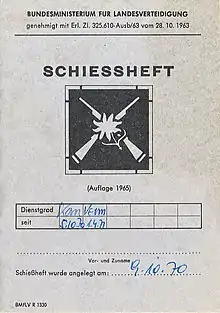 BUNDESMINISTERIUM FÜR LANDESVERTEIDIGUNG
genehmigt mit Erl. Zl. 325.610-Ausb/63 vom 28. 10. 1963
SCHIESSHEFT
(Auflage 1965)
Dienstgrad
seit
Vor- und Zuname
Schießheft wurde angelegt am: 9.10.70
BMFLV R 1330